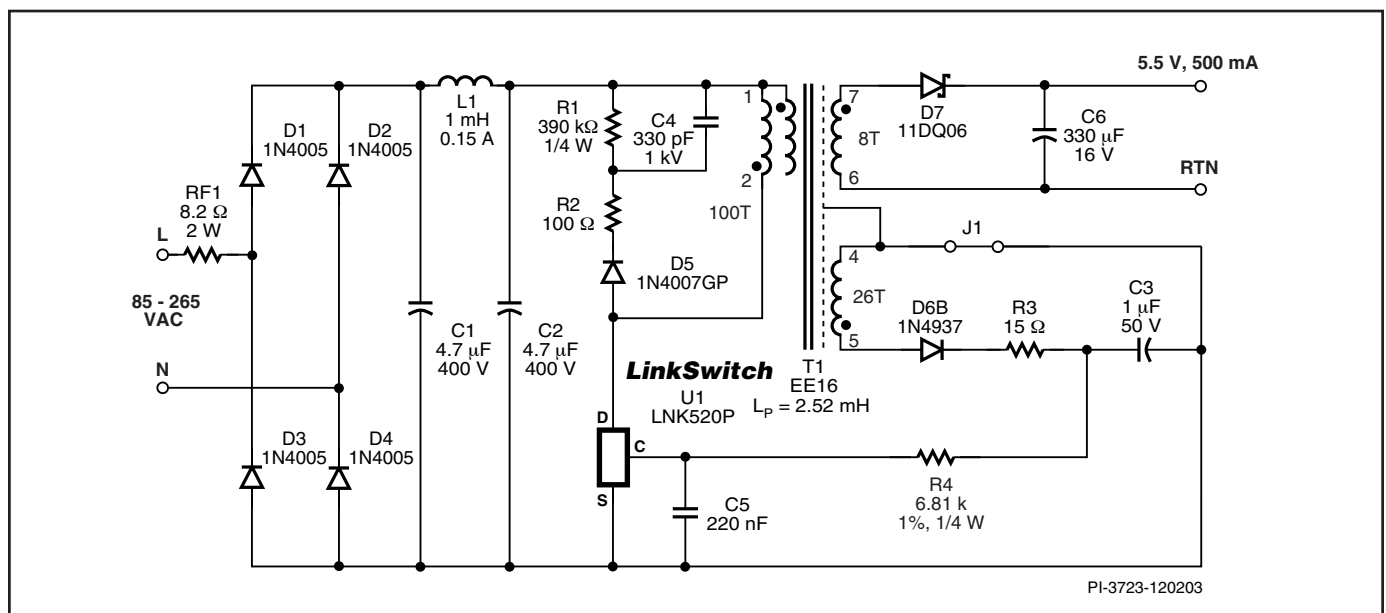 5.5 V, 500 mA
RTN
D7
11DQ06
C6
330 µF
16 V
L1
1 mH
0.15 A
R1
390 kΩ
1/4 W
C4
330 pF
1 kV
R2
100 Ω
D5
1N4007GP
1
2
100T
7
8T
6
4
26T
5
J1
D1
1N4005
D2
1N4005
RF1
8.2 Ω
2 W
L
85 - 265
VAC
N
C1
4.7 µF
400 V
C2
4.7 µF
400 V
D3
1N4005
D4
1N4005
LinkSwitch
U1
LNK520P
D
C
S
T1
EE16
LP = 2.52 mH
D6B
1N4937
R3
15 Ω
C3
1 µF
50 V
R4
6.81 k
1%, 1/4 W
C5
220 nF
PI-3723-120203